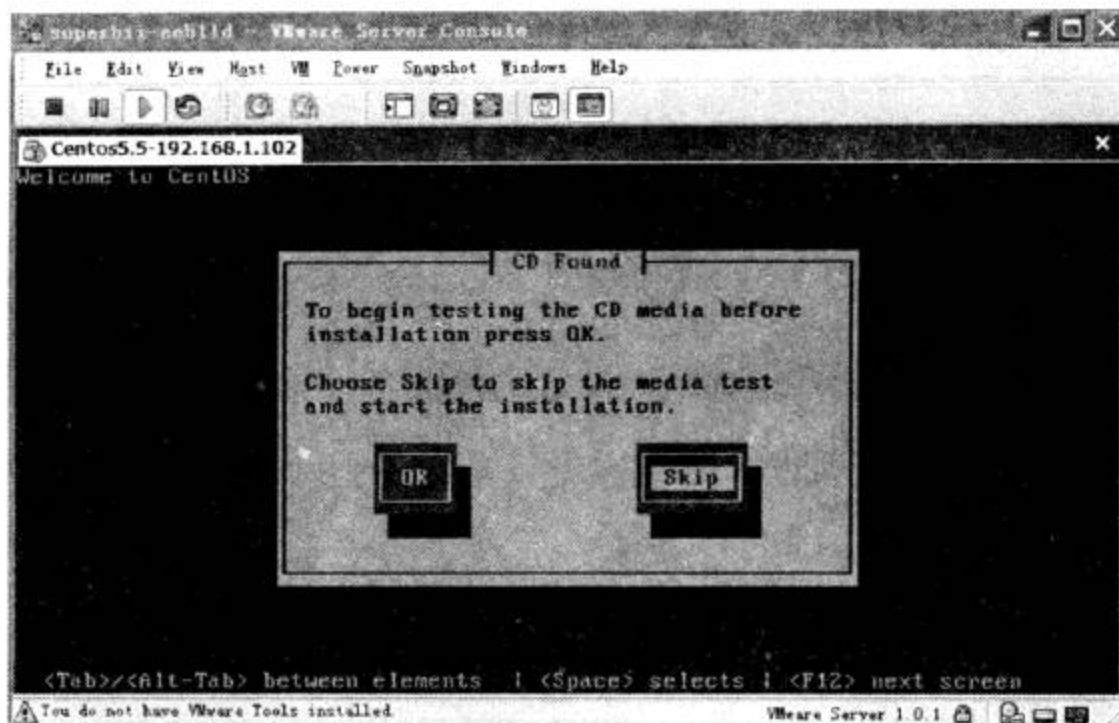 VMware Server Console
File Edit View Host VM Power Snapshot Windows Help
Centos5.5-192.168.1.102
Welcome to CentOS
CD Found
To begin testing the CD media before
installation press OK.
Choose Skip to skip the media test
and start the installation.
OK Skip
<Tab>/<Alt-Tab> between elements | <Space> selects | <F12> next screen
You do not have VMware Tools installed. VMware Server 1.0.1